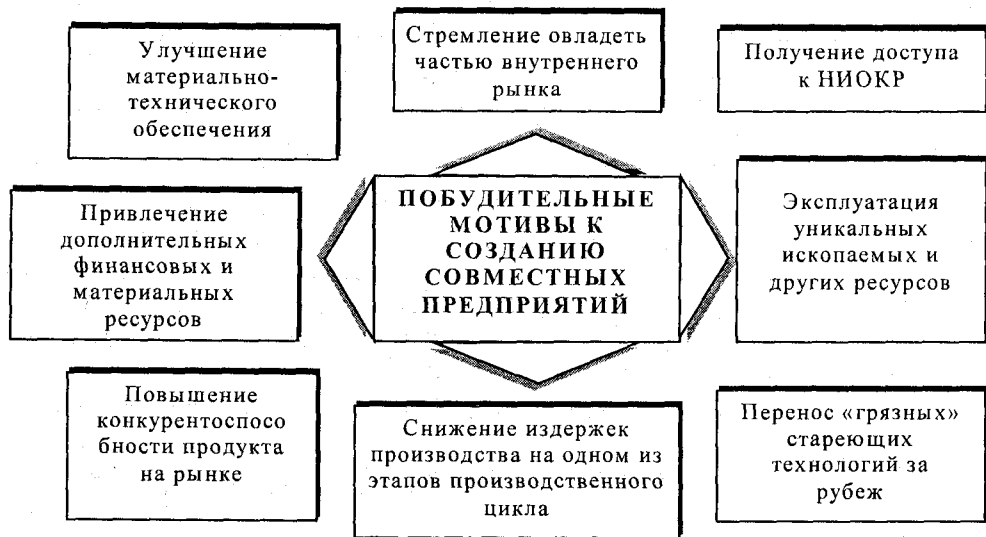 Улучшение
материально-
технического
обеспечения
Стремление овладеть
частью внутреннего
рынка
Получение доступа
к НИОКР
Привлечение
дополнительных
финансовых и
материальных
ресурсов
ПОБУДИТЕЛЬНЫЕ
МОТИВЫ К
СОЗДАНИЮ
СОВМЕСТНЫХ
ПРЕДПРИЯТИЙ
Эксплуатация
уникальных
ископаемых и
других ресурсов
Повышение
конкурентоспосо
бности продукта
на рынке
Снижение издержек
производства на одном из
этапов производственного
цикла
Перенос «грязных»
стареющих
технологий за
рубеж